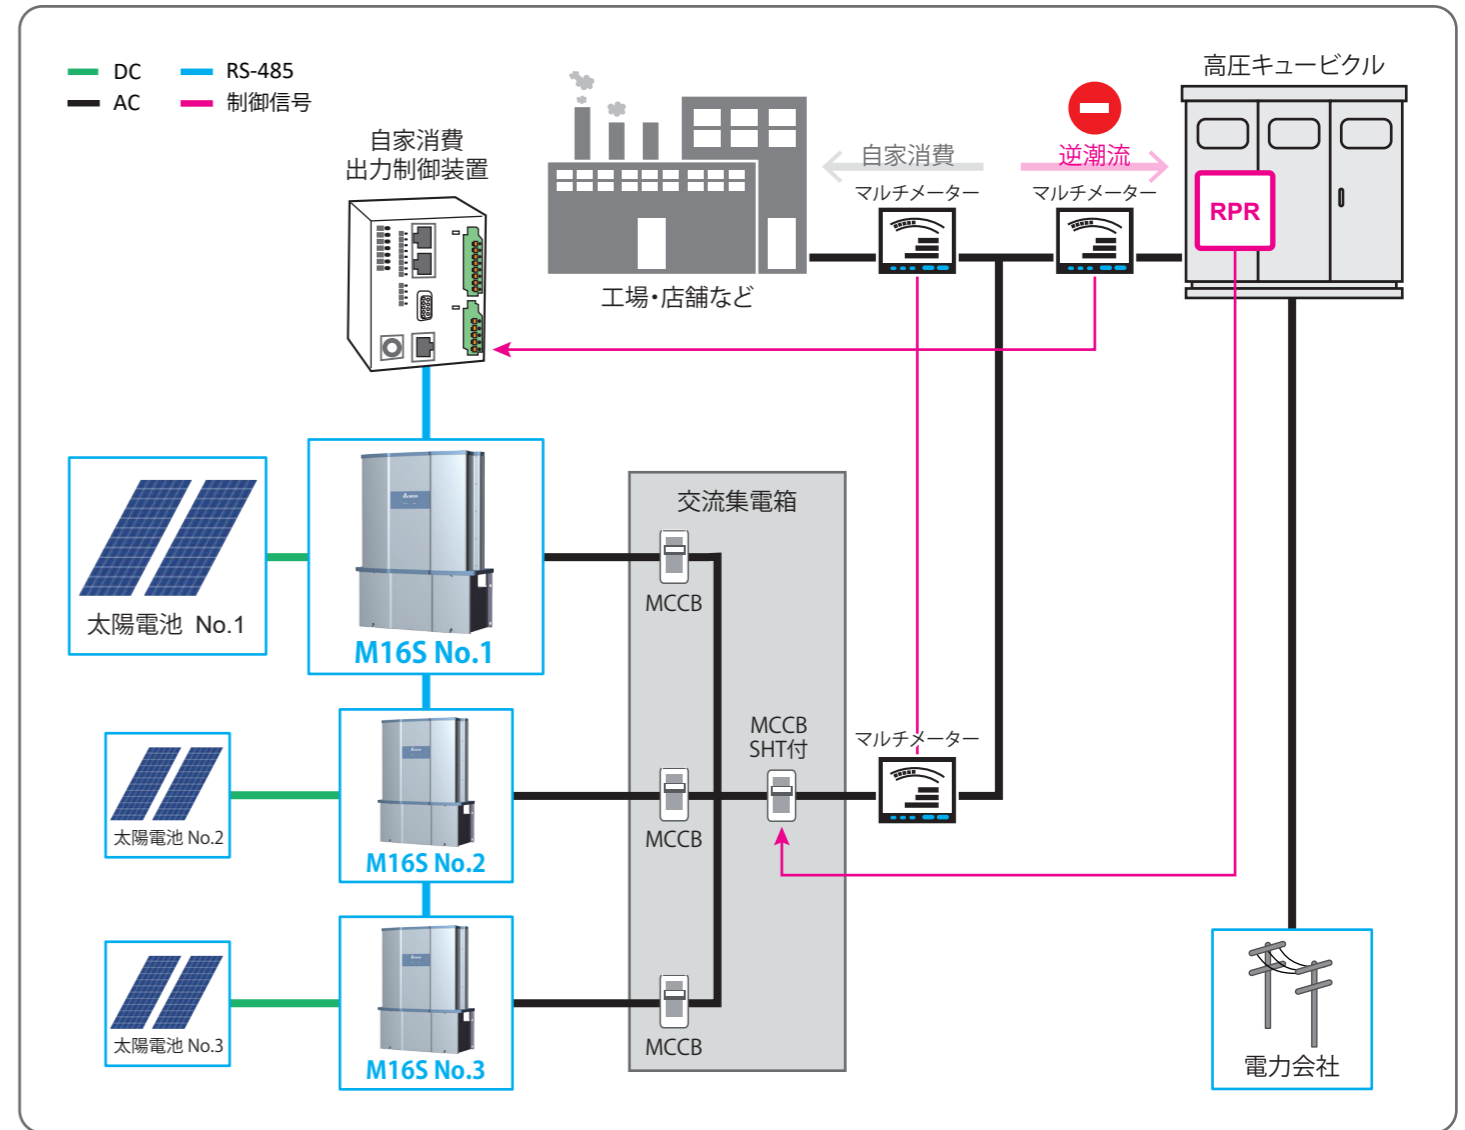 DC
RS-485
AC
制御信号
高圧キュービクル
自家消費
出力制御装置
自家消費
逆潮流
マルチメーター
マルチメーター
RPR
工場・店舗など
交流集電箱
太陽電池 No.1
M16S No.1
MCCB
MCCB
SHT付
マルチメーター
太陽電池 No.2
M16S No.2
MCCB
太陽電池 No.3
M16S No.3
MCCB
電力会社